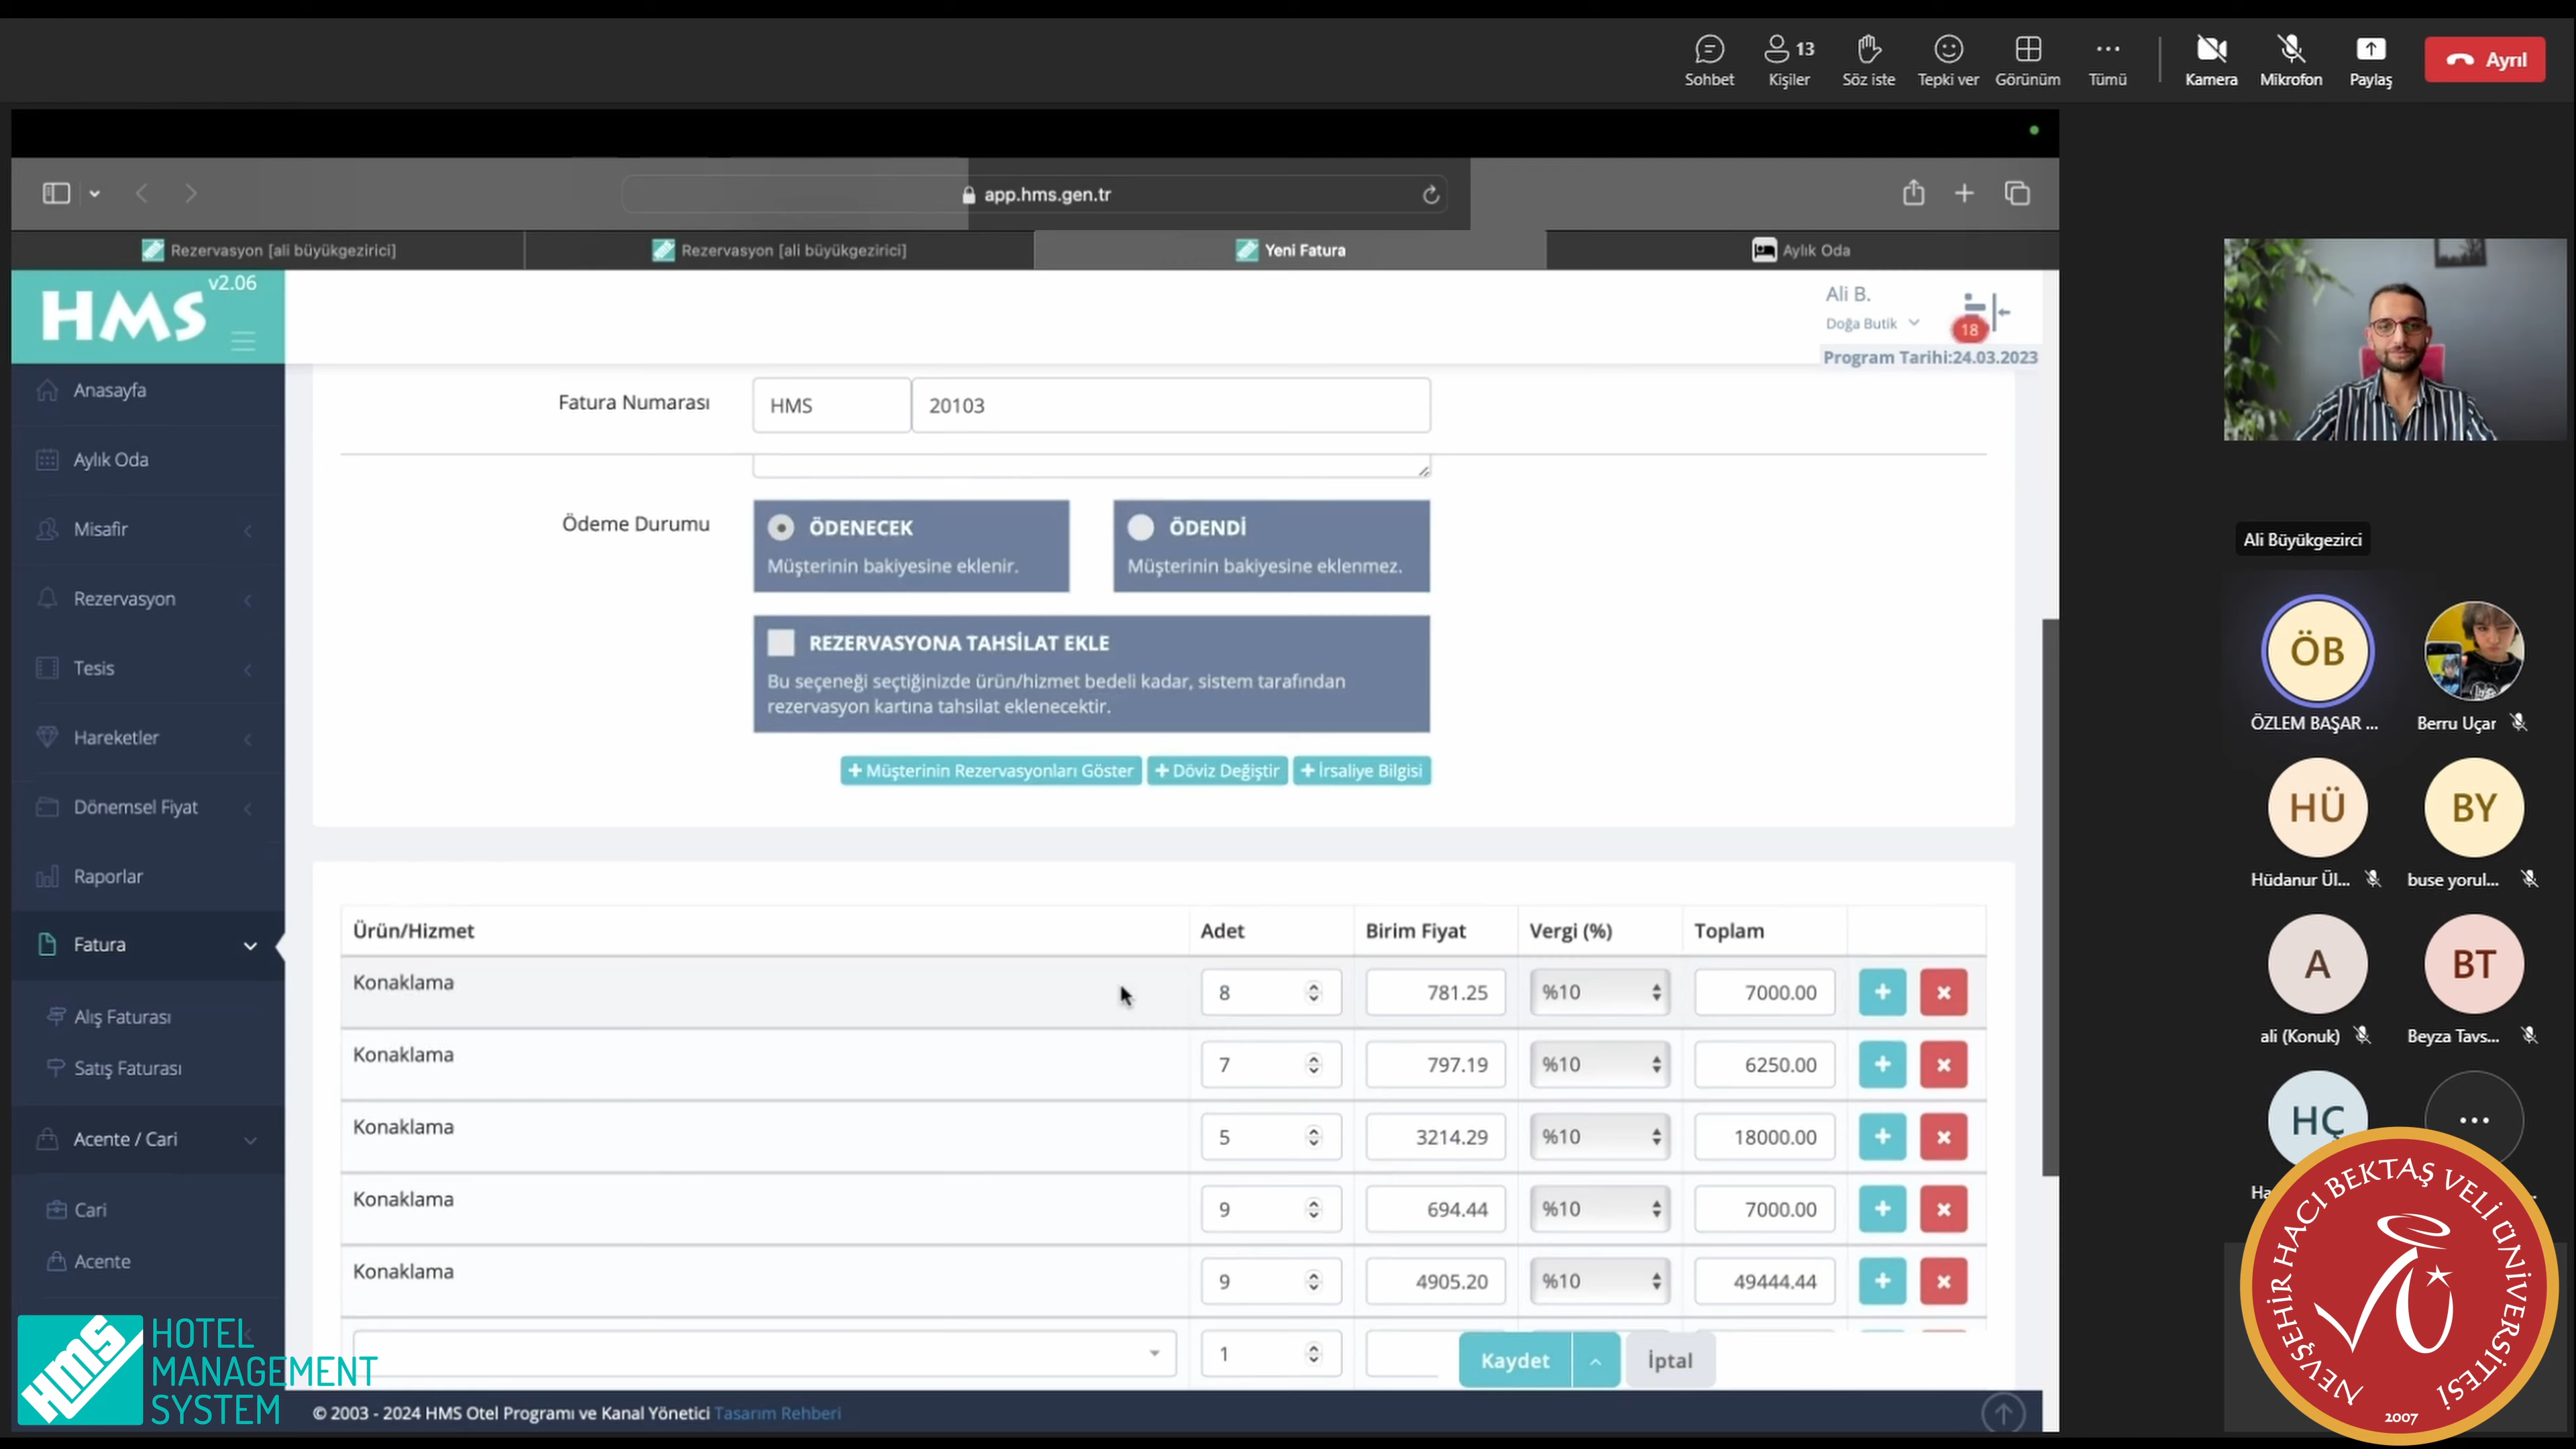 Sohbet
13
Kişiler
Söz iste
Tepki ver
Görünüm
Tümü
Kamera
Mikrofon
Paylaş
Ayrıl
app.hms.gen.tr
Rezervasyon [ali büyükgezirici]
Rezervasyon [ali büyükgezirici]
Yeni Fatura
Aylık Oda
HMS
v2.06
Ali B.
Doğa Butik
18
Program Tarihi:24.03.2023
Anasayfa
Aylık Oda
Misafir
Rezervasyon
Tesis
Hareketler
Dönemsel Fiyat
Raporlar
Fatura
Alış Faturası
Satış Faturası
Acente / Cari
Cari
Acente
Fatura Numarası HMS 20103
Ödeme Durumu
ÖDENECEK
Müşterinin bakiyesine eklenir.
ÖDENDİ
Müşterinin bakiyesine eklenmez.
REZERVASYONA TAHSİLAT EKLE
Bu seçeneği seçtiğinizde ürün/hizmet bedeli kadar, sistem tarafından
rezervasyon kartına tahsilat eklenecektir.
+ Müşterinin Rezervasyonları Göster + Döviz Değiştir + İrsaliye Bilgisi
Ürün/Hizmet Adet Birim Fiyat Vergi (%) Toplam
Konaklama 8 781.25 %10 7000.00
Konaklama 7 797.19 %10 6250.00
Konaklama 5 3214.29 %10 18000.00
Konaklama 9 694.44 %10 7000.00
Konaklama 9 4905.20 %10 49444.44
1
Kaydet İptal
© 2003 - 2024 HMS Otel Programı ve Kanal Yönetici Tasarım Rehberi
HMS
HOTEL
MANAGEMENT
SYSTEM
Ali Büyükgezirci
ÖB
ÖZLEM BAŞAR ...
Berru Uçar
HÜ
Hüdanur Ül...
BY
buse yorul...
A
ali (Konuk)
BT
Beyza Tavs...
HÇ
...
NEVŞEHİR HACI BEKTAŞ VELİ ÜNİVERSİTESİ
2007